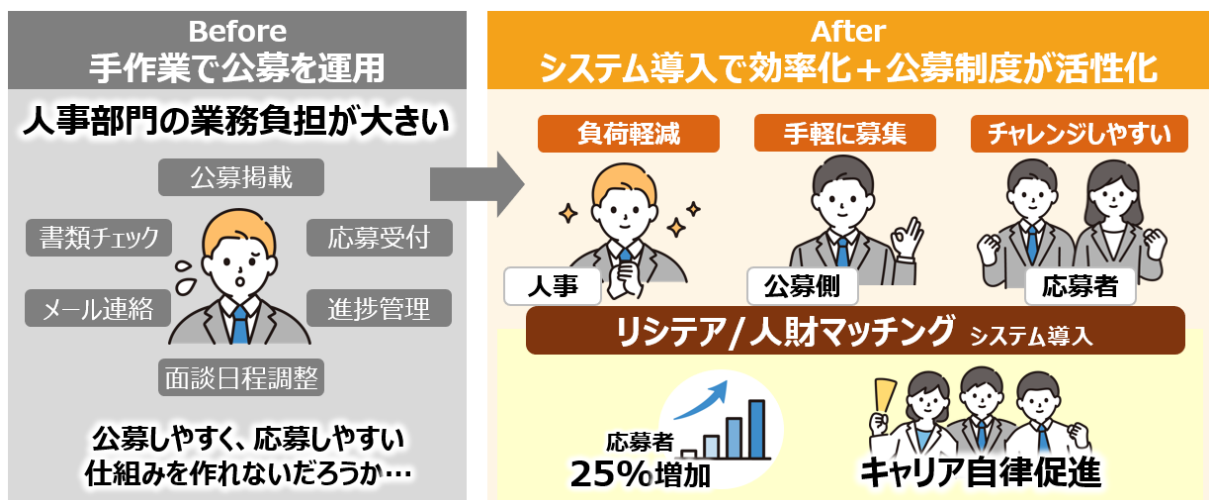 Before
手作業で公募を運用
人事部門の業務負担が大きい
公募掲載
書類チェック
応募受付
メール連絡
進捗管理
面談日程調整
公募しやすく、応募しやすい
仕組みを作れないだろうか…
After
システム導入で効率化＋公募制度が活性化
負荷軽減
手軽に募集
チャレンジしやすい
人事
公募側
応募者
リシテア/人財マッチング システム導入
応募者
25%増加
キャリア自律促進